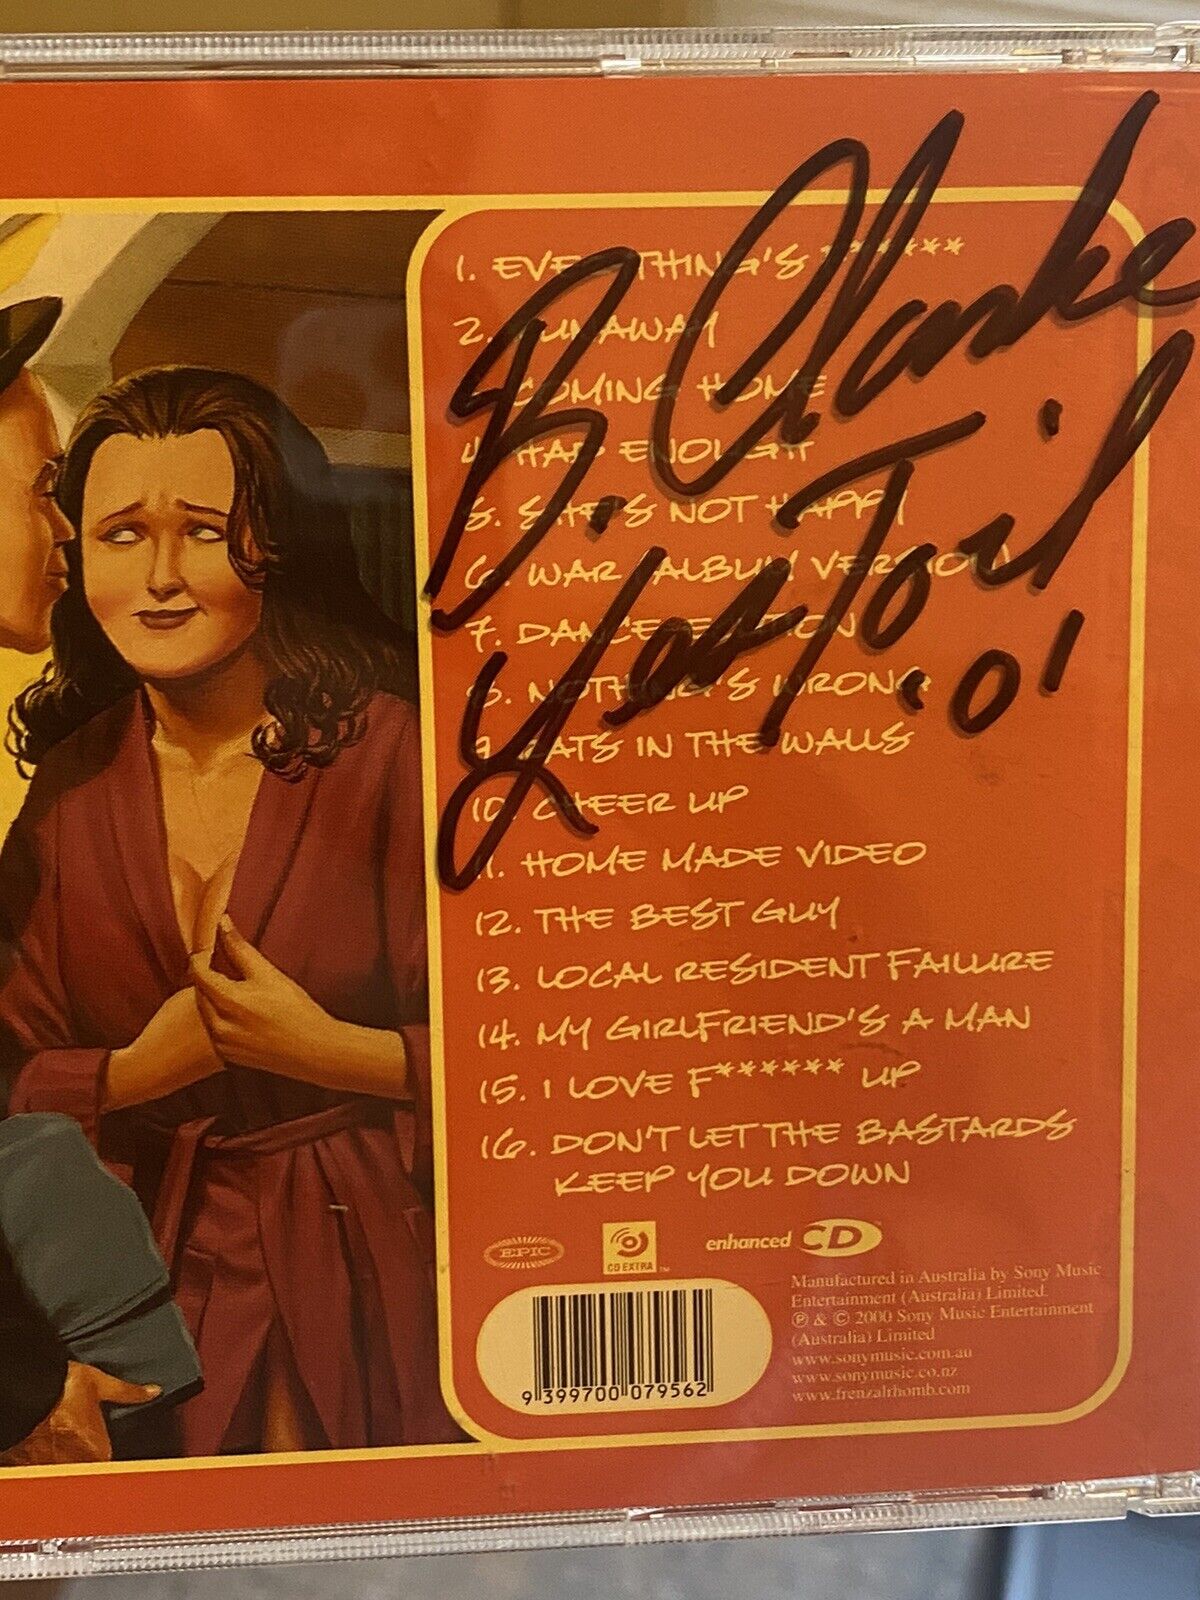 1. EVERYTHING'S ******
2. RUNAWAY
COMING HOME
4. HAD ENOUGH
5. SHE'S NOT HAPPY
6. WAR ALBUM VERSION
7.
8. NOTHING'S WRONG
9. RATS IN THE WALLS
10. CHEER UP
11. HOME MADE VIDEO
12. THE BEST GUY
13. LOCAL RESIDENT FAILURE
14. MY GIRLFRIEND'S A MAN
15. I LOVE F****** UP
16. DON'T LET THE BASTARDS
KEEP YOU DOWN
B. Clarke
'01
EPIC
CD EXTRA TM
enhanced CD
9 399700 079562
Manufactured in Australia by Sony Music
Entertainment (Australia) Limited.
℗ & © 2000 Sony Music Entertainment
(Australia) Limited
www.sonymusic.com.au
www.sonymusic.co.nz
www.frenzalrhomb.com